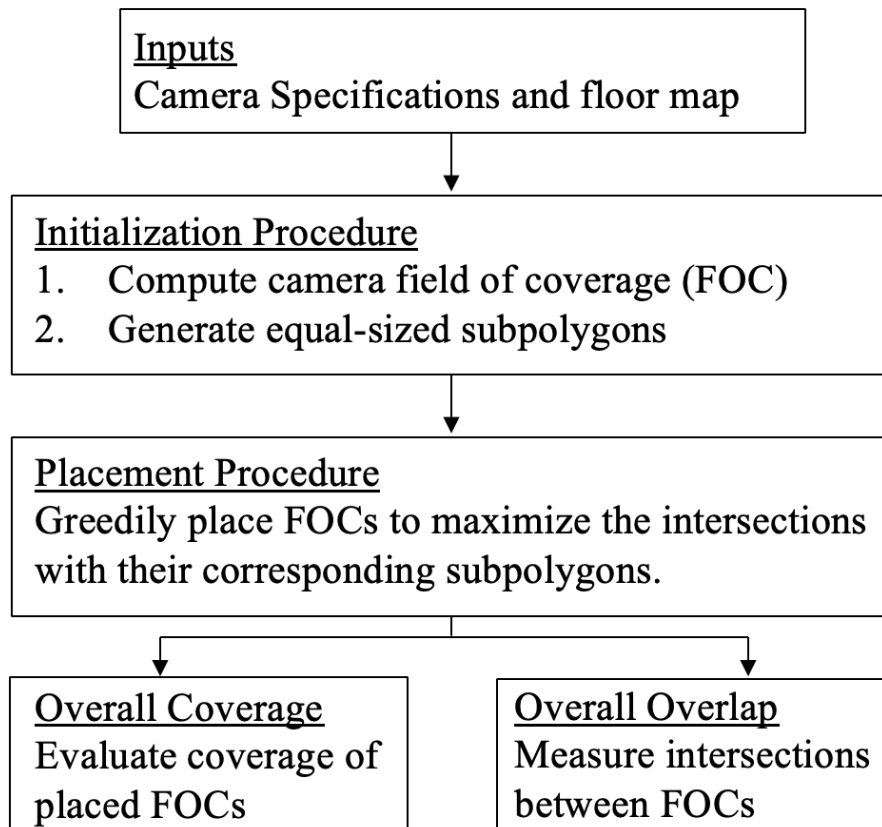 Inputs
Camera Specifications and floor map
Initialization Procedure
1. Compute camera field of coverage (FOC)
2. Generate equal-sized subpolygons
Placement Procedure
Greedily place FOCs to maximize the intersections
with their corresponding subpolygons.
Overall Coverage
Evaluate coverage of
placed FOCs
Overall Overlap
Measure intersections
between FOCs